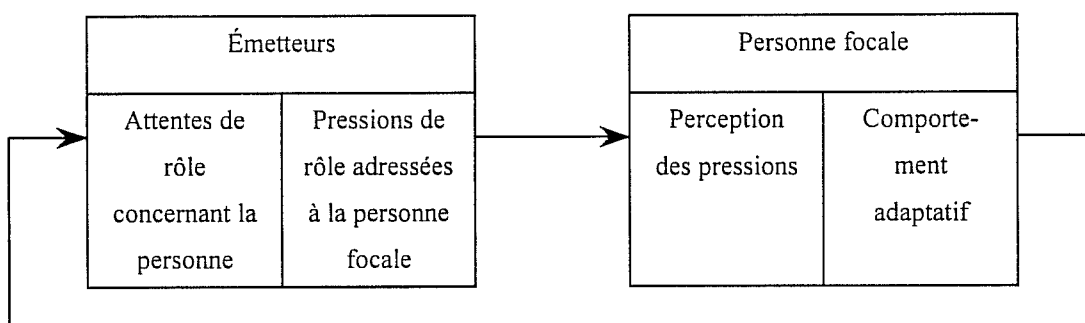 Émetteurs
Attentes de
rôle
concernant la
personne
Pressions de
rôle adressées
à la personne
focale
Personne focale
Perception
des pressions
Comporte-
ment
adaptatif